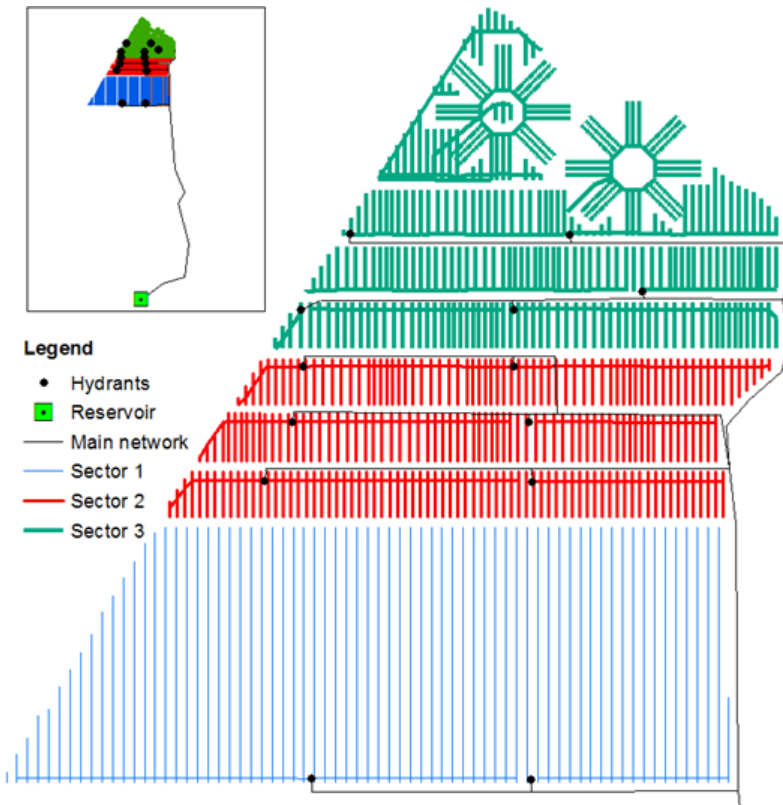 Legend
Hydrants
Reservoir
Main network
Sector 1
Sector 2
Sector 3